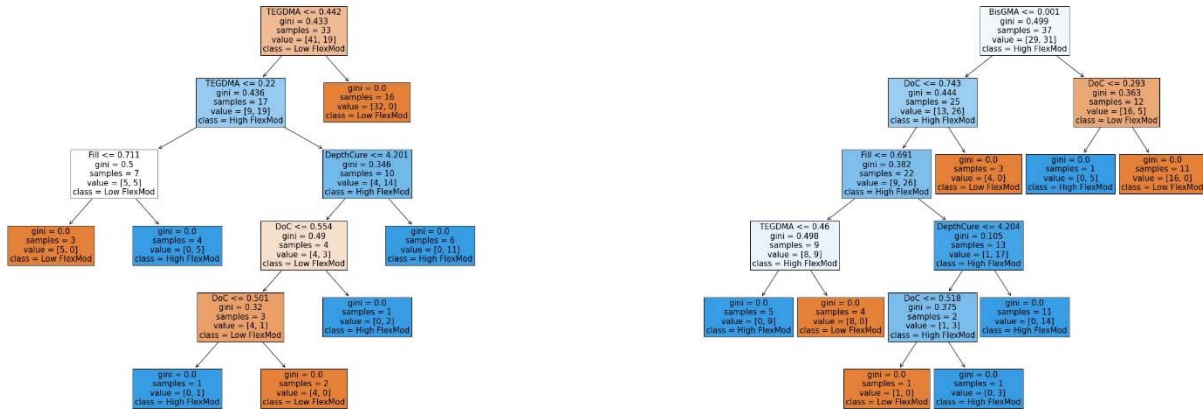 TEGDMA <= 0.442
gini = 0.433
samples = 33
value = [41, 19]
class = Low FlexMod
TEGDMA <= 0.22
gini = 0.436
samples = 17
value = [9, 19]
class = High FlexMod
gini = 0.0
samples = 16
value = [32, 0]
class = Low FlexMod
Fill <= 0.711
gini = 0.5
samples = 7
value = [5, 5]
class = Low FlexMod
DepthCure <= 4.201
gini = 0.346
samples = 10
value = [4, 14]
class = High FlexMod
gini = 0.0
samples = 3
value = [5, 0]
class = Low FlexMod
gini = 0.0
samples = 4
value = [0, 5]
class = High FlexMod
DoC <= 0.554
gini = 0.49
samples = 4
value = [4, 3]
class = Low FlexMod
gini = 0.0
samples = 6
value = [0, 11]
class = High FlexMod
DoC <= 0.501
gini = 0.32
samples = 3
value = [4, 1]
class = Low FlexMod
gini = 0.0
samples = 1
value = [0, 2]
class = High FlexMod
gini = 0.0
samples = 1
value = [0, 1]
class = High FlexMod
gini = 0.0
samples = 2
value = [4, 0]
class = Low FlexMod
BisGMA <= 0.001
gini = 0.499
samples = 37
value = [29, 31]
class = High FlexMod
DoC <= 0.743
gini = 0.444
samples = 25
value = [13, 26]
class = High FlexMod
DoC <= 0.293
gini = 0.363
samples = 12
value = [16, 5]
class = Low FlexMod
Fill <= 0.691
gini = 0.382
samples = 22
value = [9, 26]
class = High FlexMod
gini = 0.0
samples = 3
value = [4, 0]
class = Low FlexMod
gini = 0.0
samples = 1
value = [0, 5]
class = High FlexMod
gini = 0.0
samples = 11
value = [16, 0]
class = Low FlexMod
TEGDMA <= 0.46
gini = 0.498
samples = 9
value = [8, 9]
class = High FlexMod
DepthCure <= 4.204
gini = 0.105
samples = 13
value = [1, 17]
class = High FlexMod
gini = 0.0
samples = 5
value = [0, 9]
class = High FlexMod
gini = 0.0
samples = 4
value = [8, 0]
class = Low FlexMod
DoC <= 0.518
gini = 0.375
samples = 2
value = [1, 3]
class = High FlexMod
gini = 0.0
samples = 11
value = [0, 14]
class = High FlexMod
gini = 0.0
samples = 1
value = [1, 0]
class = Low FlexMod
gini = 0.0
samples = 1
value = [0, 3]
class = High FlexMod